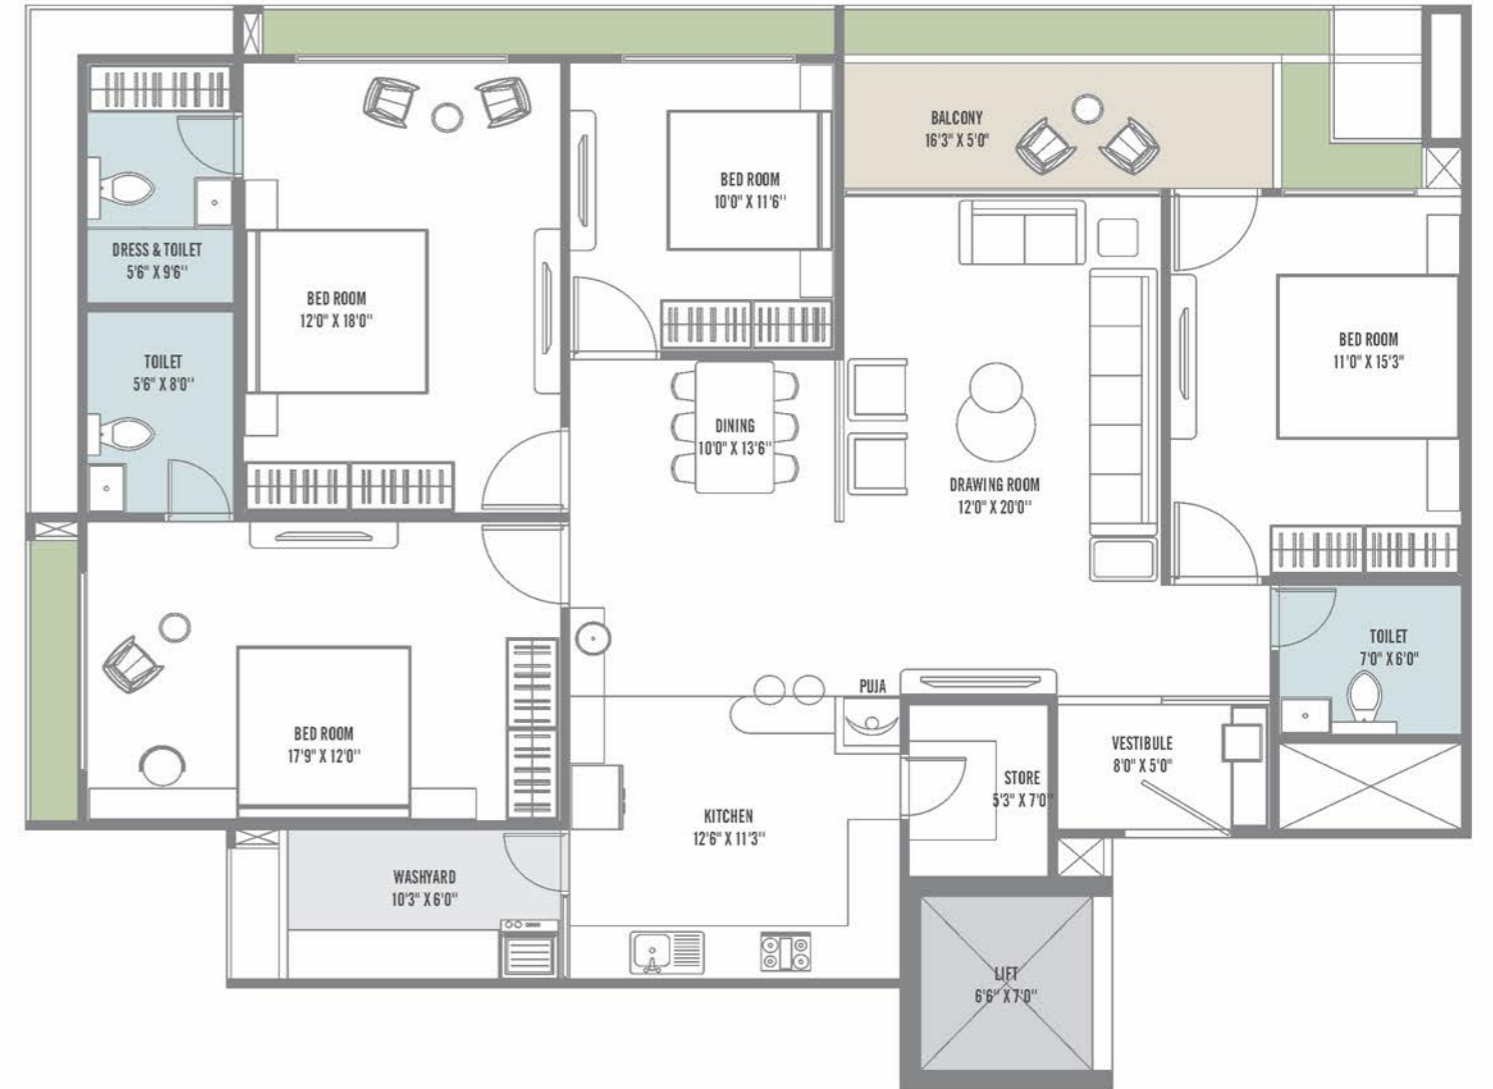 BALCONY
16'3" X 5'0"
BED ROOM
10'0" X 11'6"
DRESS & TOILET
5'6" X 9'6"
BED ROOM
12'0" X 18'0"
TOILET
5'6" X 8'0"
BED ROOM
11'0" X 15'3"
DINING
10'0" X 13'6"
DRAWING ROOM
12'0" X 20'0"
TOILET
7'0" X 6'0"
PUJA
BED ROOM
17'9" X 12'0"
VESTIBULE
8'0" X 5'0"
STORE
5'3" X 7'0"
KITCHEN
12'6" X 11'3"
WASHYARD
10'3" X 6'0"
LIFT
6'6" X 7'0"